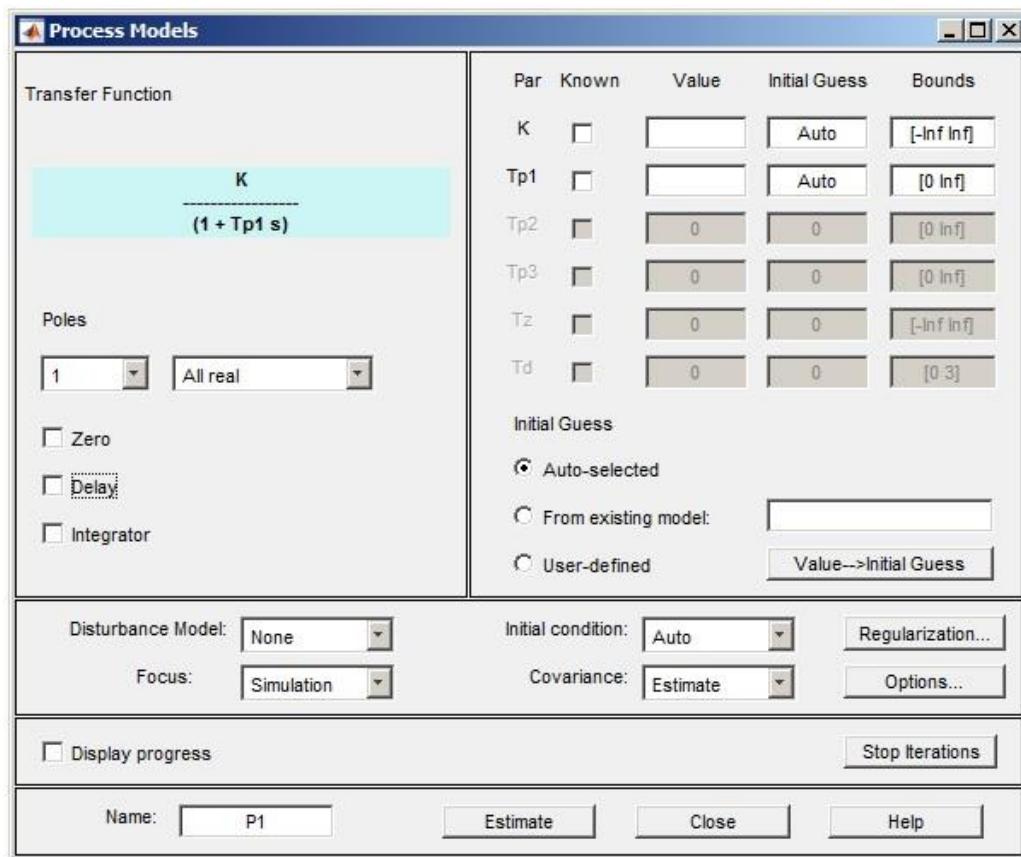 Process Models
Transfer Function
K
-----------------
(1 + Tp1 s)
Poles
1 All real
Zero
Delay
Integrator
Par Known Value Initial Guess Bounds
K Auto [-Inf Inf]
Tp1 Auto [0 Inf]
Tp2 0 0 [0 Inf]
Tp3 0 0 [0 Inf]
Tz 0 0 [-Inf Inf]
Td 0 0 [0 3]
Initial Guess
Auto-selected
From existing model:
User-defined Value-->Initial Guess
Disturbance Model: None Initial condition: Auto Regularization...
Focus: Simulation Covariance: Estimate Options...
Display progress Stop Iterations
Name: P1 Estimate Close Help